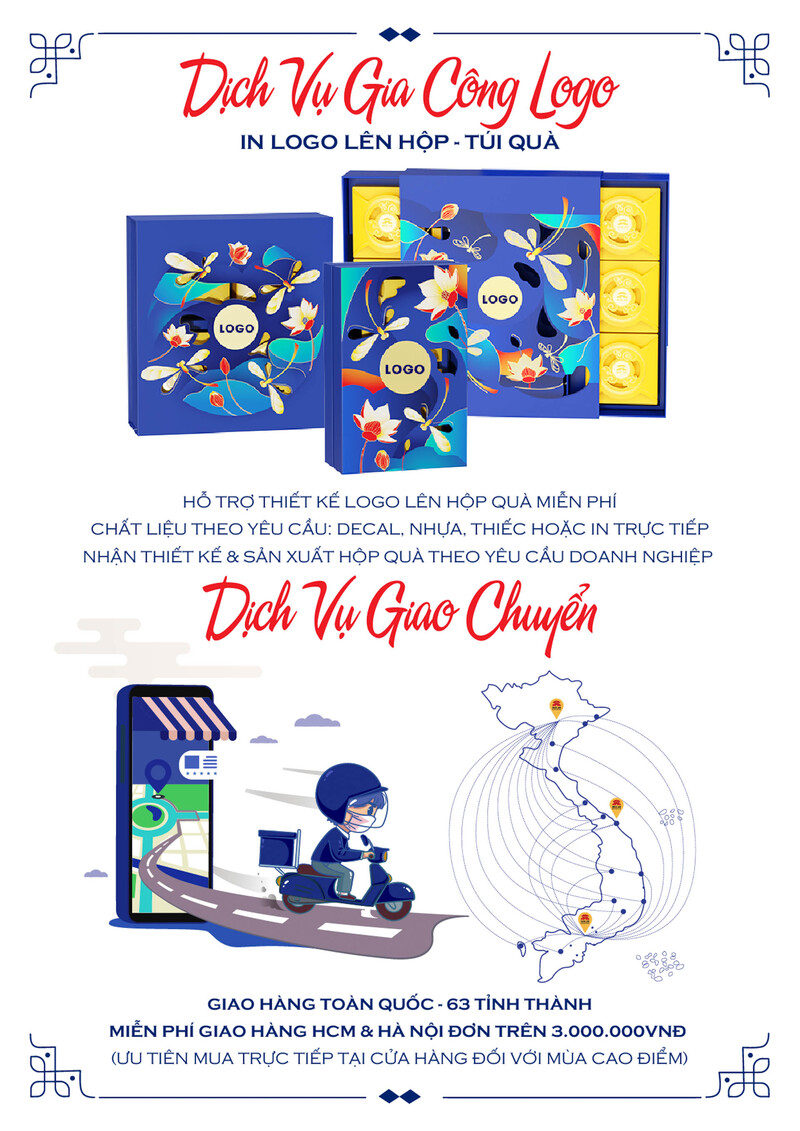 Dịch Vụ Gia Công Logo
IN LOGO LÊN HỘP - TÚI QUÀ
LOGO
LOGO
LOGO
HỖ TRỢ THIẾT KẾ LOGO LÊN HỘP QUÀ MIỄN PHÍ
CHẤT LIỆU THEO YÊU CẦU: DECAL, NHỰA, THIẾC HOẶC IN TRỰC TIẾP
NHẬN THIẾT KẾ & SẢN XUẤT HỘP QUÀ THEO YÊU CẦU DOANH NGHIỆP
Dịch Vụ Giao Chuyển
GIAO HÀNG TOÀN QUỐC - 63 TỈNH THÀNH
MIỄN PHÍ GIAO HÀNG HCM & HÀ NỘI ĐƠN TRÊN 3.000.000VNĐ
(ƯU TIÊN MUA TRỰC TIẾP TẠI CỬA HÀNG ĐỐI VỚI MÙA CAO ĐIỂM)